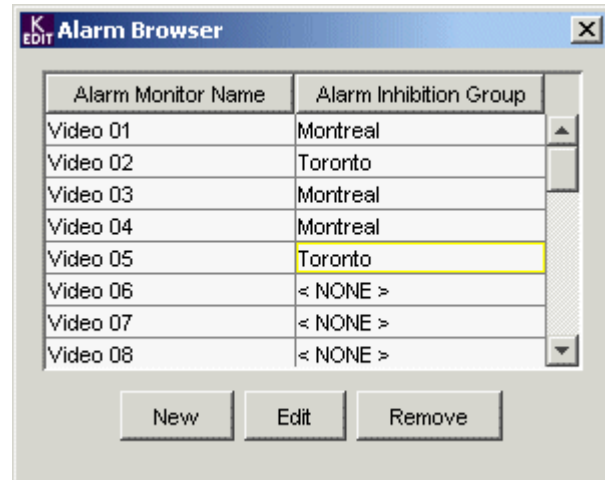 K EDIT Alarm Browser
Alarm Monitor Name Alarm Inhibition Group
Video 01 Montreal
Video 02 Toronto
Video 03 Montreal
Video 04 Montreal
Video 05 Toronto
Video 06 < NONE >
Video 07 < NONE >
Video 08 < NONE >
New Edit Remove